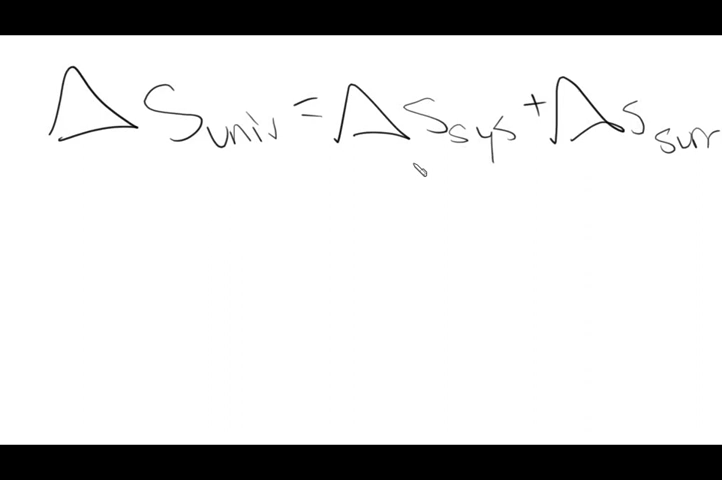 ΔSuniv = ΔSsys + ΔSsurr